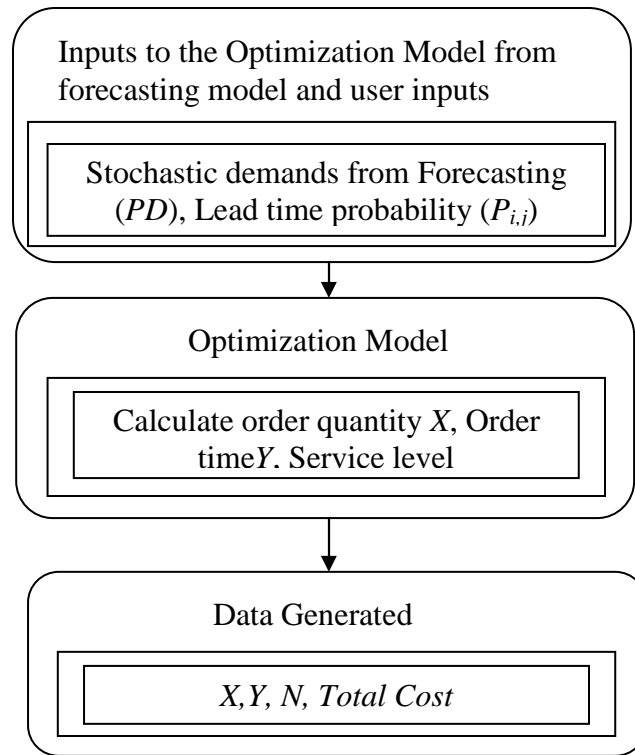 Inputs to the Optimization Model from
forecasting model and user inputs
Stochastic demands from Forecasting
(PD), Lead time probability (Pi,j)
Optimization Model
Calculate order quantity X, Order
timeY. Service level
Data Generated
X,Y, N, Total Cost